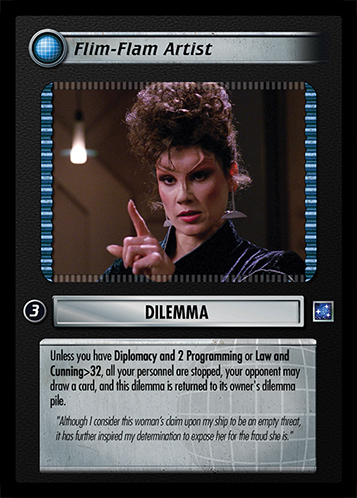 Flim-Flam Artist
3
DILEMMA
Unless you have Diplomacy and 2 Programming or Law and
Cunning>32, all your personnel are stopped, your opponent may
draw a card, and this dilemma is returned to its owner's dilemma
pile.
"Although I consider this woman's claim upon my ship to be an empty threat,
it has further inspired my determination to expose her for the fraud she is."